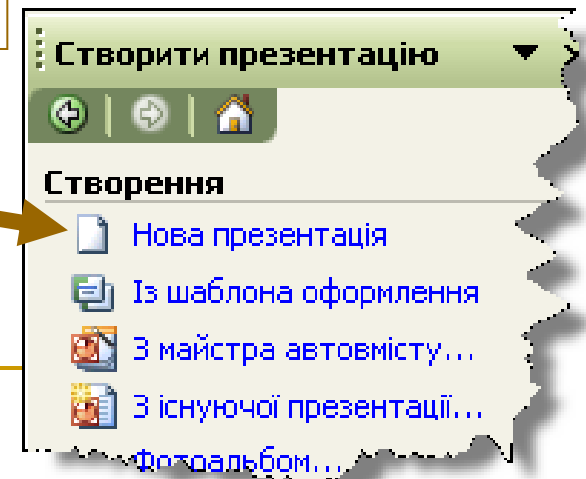 Створити презентацію
Створення
Нова презентація
Із шаблона оформлення
З майстра автовмісту...
З існуючої презентації...
Фотоальбом...